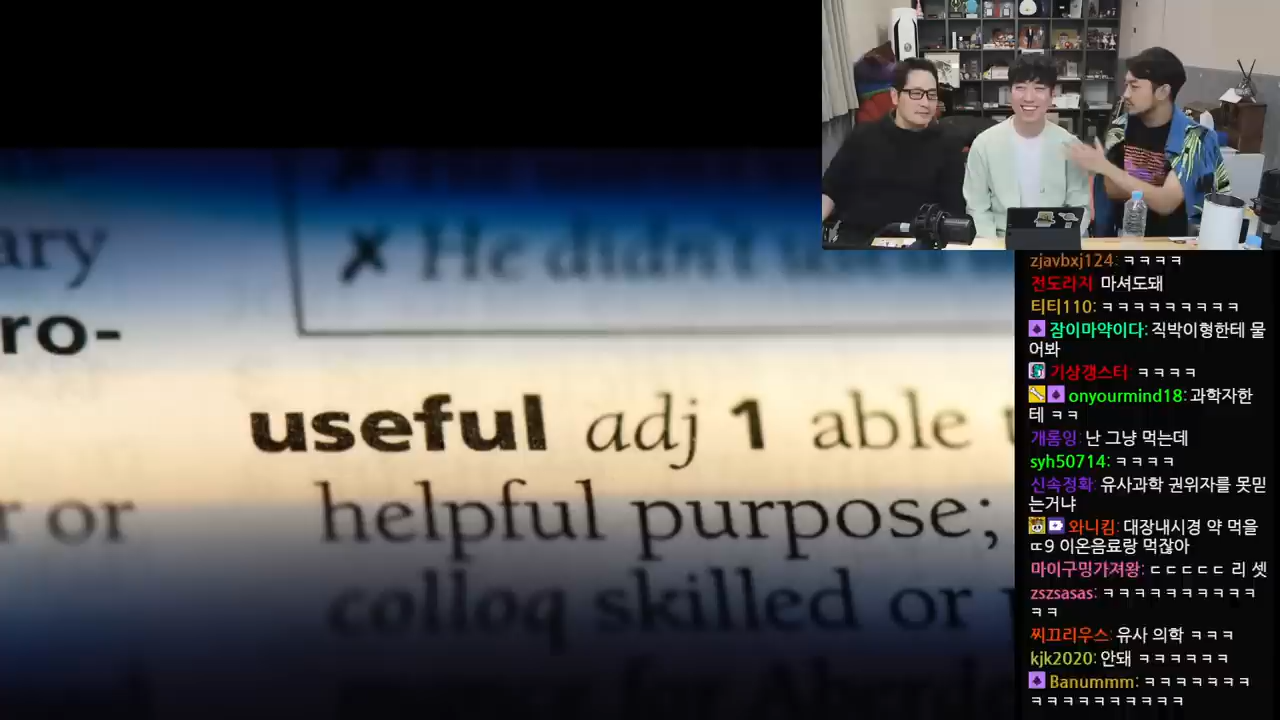 ary
ro-
r or
x He didn't
useful adj 1 able
helpful purpose;
colloq skilled or
zjavbxj124: ㅋㅋㅋㅋ
전도라지: 마셔도돼
티티110: ㅋㅋㅋㅋㅋㅋㅋㅋㅋ
잠이마약이다: 직박이형한테 물
어봐
기상갱스터: ㅋㅋㅋㅋ
onyourmind18: 과학자한
테 ㅋㅋ
개롬잉: 난 그냥 먹는데
syh50714: ㅋㅋㅋㅋ
신속정확: 유사과학 권위자를 못믿
는거냐
와니킴: 대장내시경 약 먹을
ㄸ9 이온음료랑 먹잖아
마이구밍가져왕: ㄷㄷㄷㄷㄷ 리 셋
zszsasas: ㅋㅋㅋㅋㅋㅋㅋㅋㅋㅋ
ㅋㅋ
찌끄리우스: 유사 의학 ㅋㅋㅋ
kjk2020: 안돼 ㅋㅋㅋㅋㅋㅋ
Banummm: ㅋㅋㅋㅋㅋㅋㅋ
ㅋㅋㅋㅋㅋㅋㅋㅋㅋㅋ